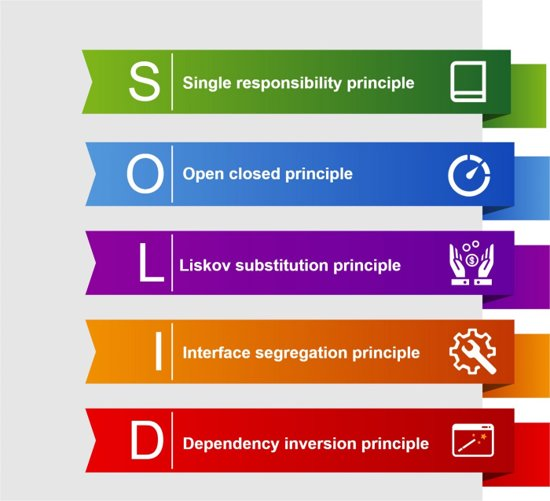 S Single responsibility principle
O Open closed principle
L Liskov substitution principle
I Interface segregation principle
D Dependency inversion principle